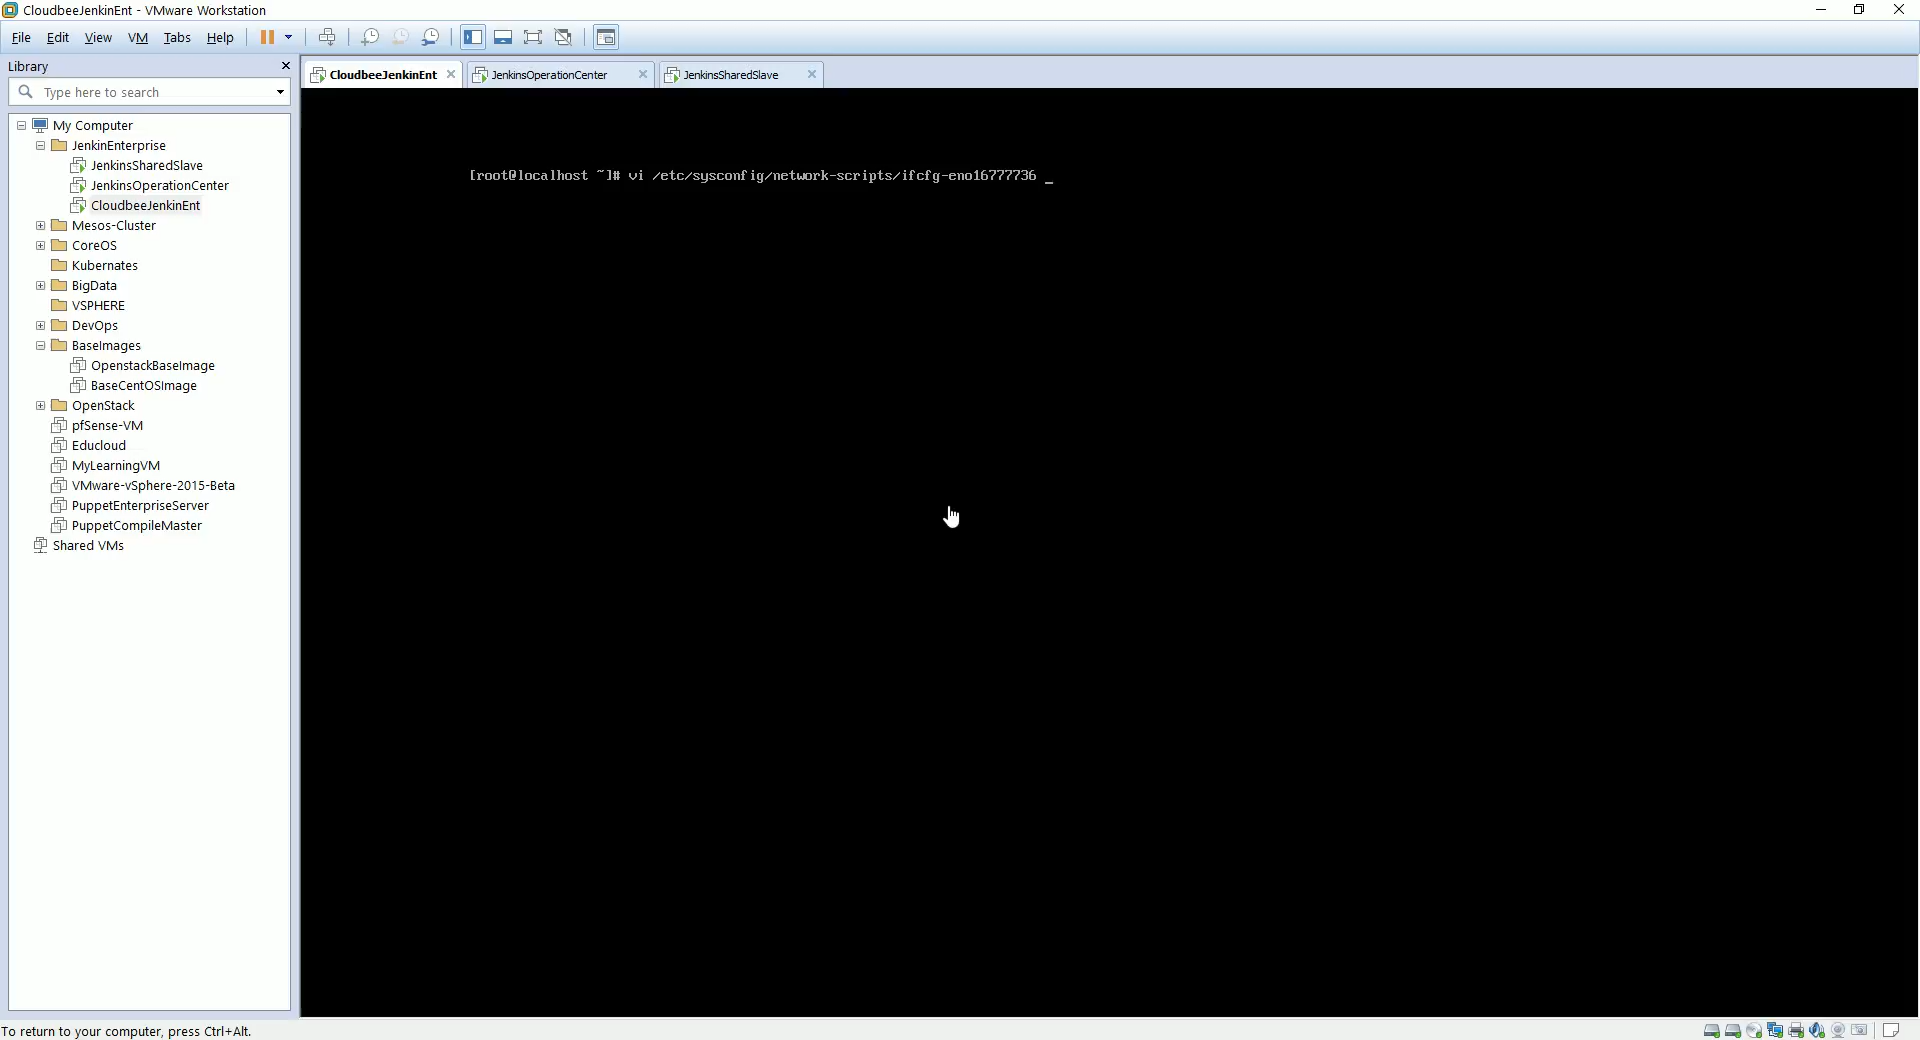 CloudbeeJenkinEnt - VMware Workstation
File Edit View VM Tabs Help
Library
Type here to search
CloudbeeJenkinEnt JenkinsOperationCenter JenkinsSharedSlave
My Computer
JenkinEnterprise
JenkinsSharedSlave
JenkinsOperationCenter
CloudbeeJenkinEnt
Mesos-Cluster
CoreOS
Kubernates
BigData
VSPHERE
DevOps
BaseImages
OpenstackBaseImage
BaseCentOSImage
OpenStack
pfSense-VM
Educloud
MyLearningVM
VMware-vSphere-2015-Beta
PuppetEnterpriseServer
PuppetCompileMaster
Shared VMs
[root@localhost ~]# vi /etc/sysconfig/network-scripts/ifcfg-eno16777736 _
To return to your computer, press Ctrl+Alt.